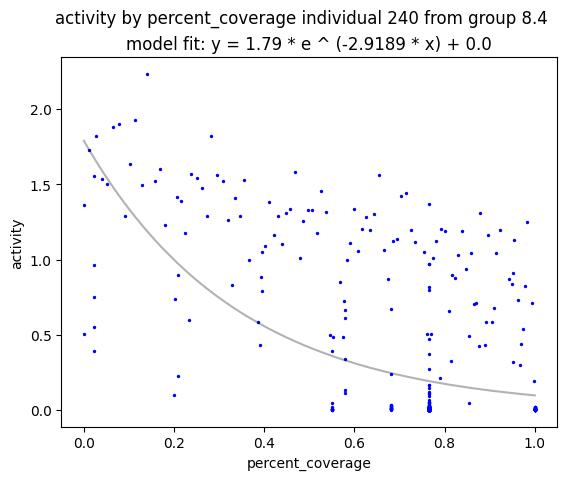 activity by percent_coverage individual 240 from group 8.4
model fit: y = 1.79 * e ^ (-2.9189 * x) + 0.0
2.0
1.5
1.0
0.5
0.0
activity
0.0 0.2 0.4 0.6 0.8 1.0
percent_coverage